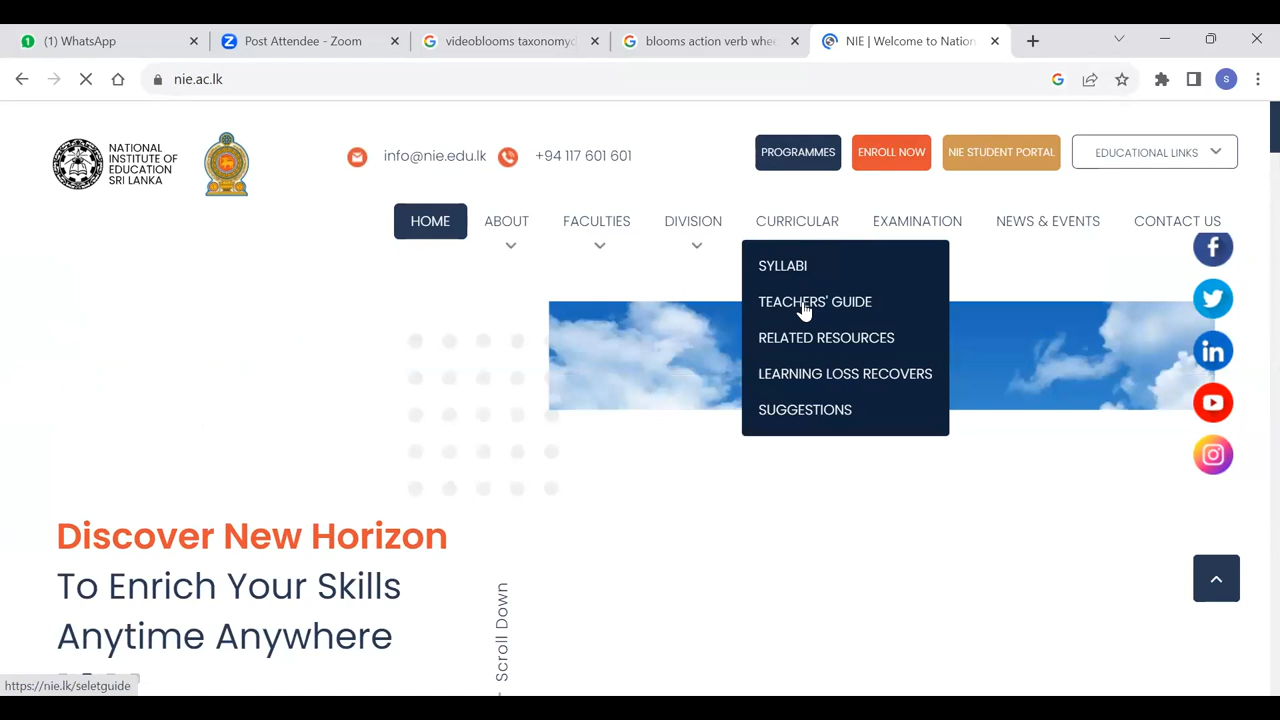 (1) WhatsApp
Post Attendee - Zoom
videoblooms taxonomy
blooms action verb whe
NIE | Welcome to Nation
nie.ac.lk
S
NATIONAL
INSTITUTE OF
EDUCATION
SRI LANKA
info@nie.edu.lk
+94 117 601 601
PROGRAMMES
ENROLL NOW
NIE STUDENT PORTAL
EDUCATIONAL LINKS
HOME
ABOUT
FACULTIES
DIVISION
CURRICULAR
EXAMINATION
NEWS & EVENTS
CONTACT US
SYLLABI
TEACHERS' GUIDE
RELATED RESOURCES
LEARNING LOSS RECOVERS
SUGGESTIONS
Discover New Horizon
To Enrich Your Skills
Anytime Anywhere
Scroll Down
https://nie.lk/seletguide